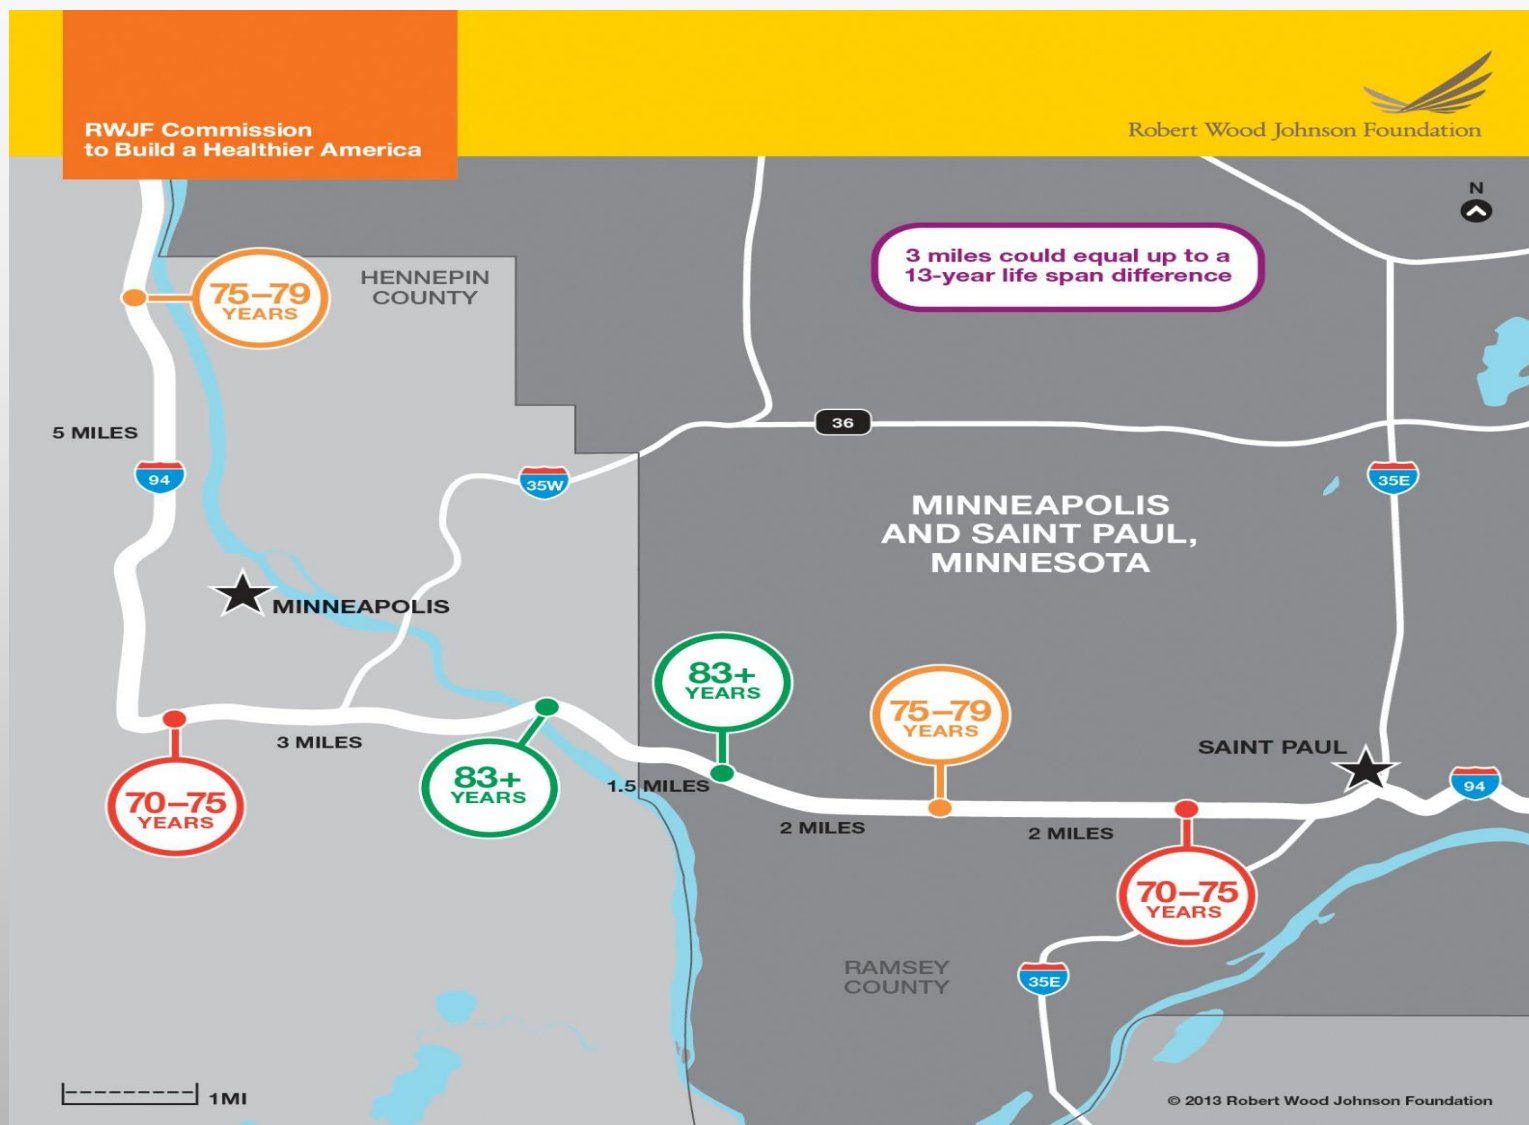 RWJF Commission
to Build a Healthier America
Robert Wood Johnson Foundation
N
3 miles could equal up to a
13-year life span difference
HENNEPIN
COUNTY
75–79
YEARS
5 MILES
94
35W
36
35E
MINNEAPOLIS
AND SAINT PAUL,
MINNESOTA
MINNEAPOLIS
83+
YEARS
75–79
YEARS
SAINT PAUL
3 MILES
70–75
YEARS
83+
YEARS
1.5 MILES
2 MILES
2 MILES
94
70–75
YEARS
RAMSEY
COUNTY
35E
1MI
© 2013 Robert Wood Johnson Foundation